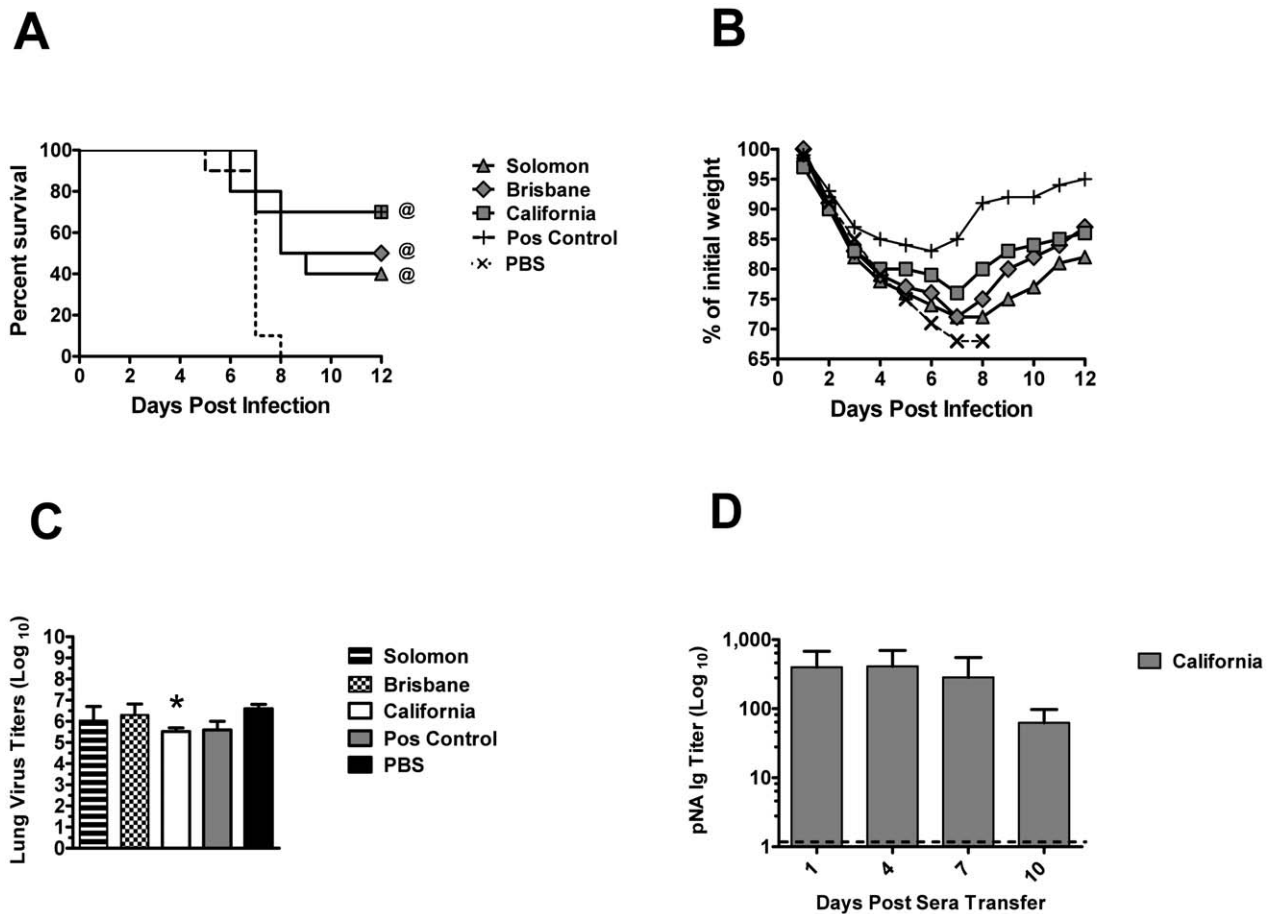 A
100
80
60
40
20
0
0 2 4 6 8 10 12
Percent survival
Days Post Infection
@
@
@
Solomon
Brisbane
California
Pos Control
PBS
B
100
95
90
85
80
75
70
65
0 2 4 6 8 10 12
% of initial weight
Days Post Infection
C
10
9
8
7
6
5
4
3
2
1
0
Lung Virus Titers (Log 10)
*
Solomon
Brisbane
California
Pos Control
PBS
D
1,000
100
10
1
pNA Ig Titer (Log 10)
1 4 7 10
Days Post Sera Transfer
California